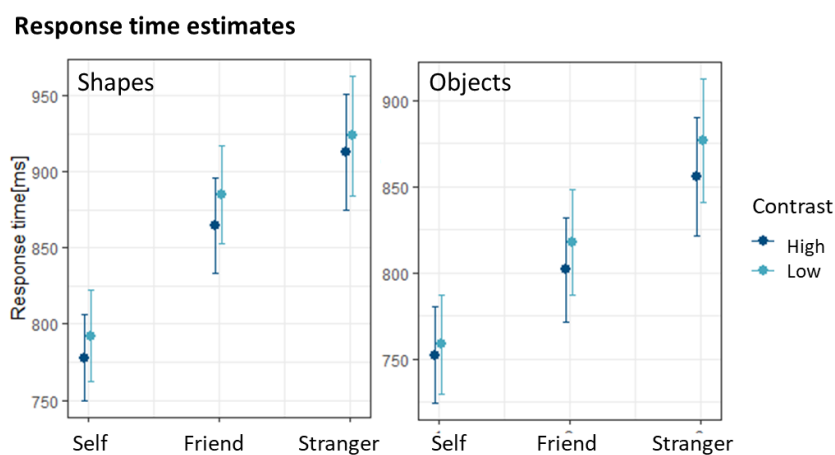 Response time estimates
Shapes
Objects
Response time[ms]
950
900
850
800
750
900
850
800
750
Self
Friend
Stranger
Self
Friend
Stranger
Contrast
High
Low